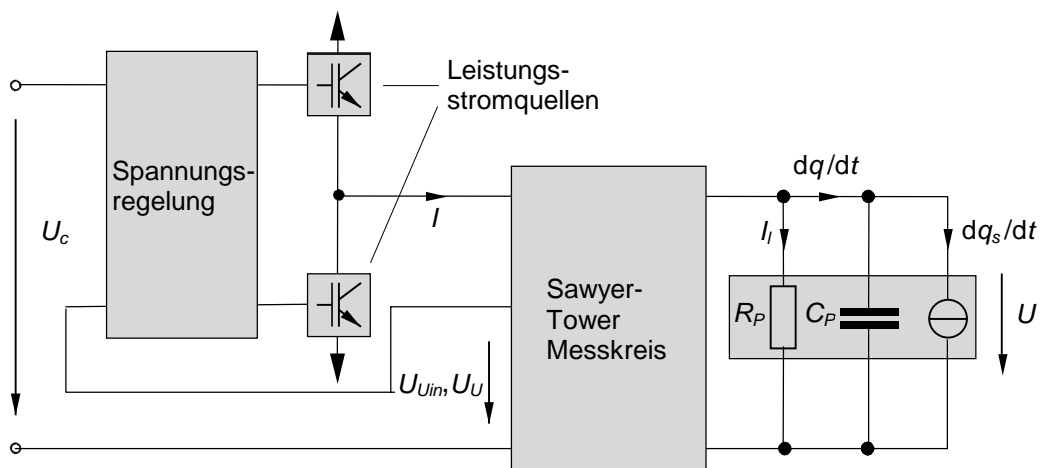 Leistungs-
stromquellen
Spannungs-
regelung
U_c
I
dq/dt
I_l
dq_s/dt
Sawyer-
Tower
Messkreis
R_P
C_P
U
U_Uin, U_U